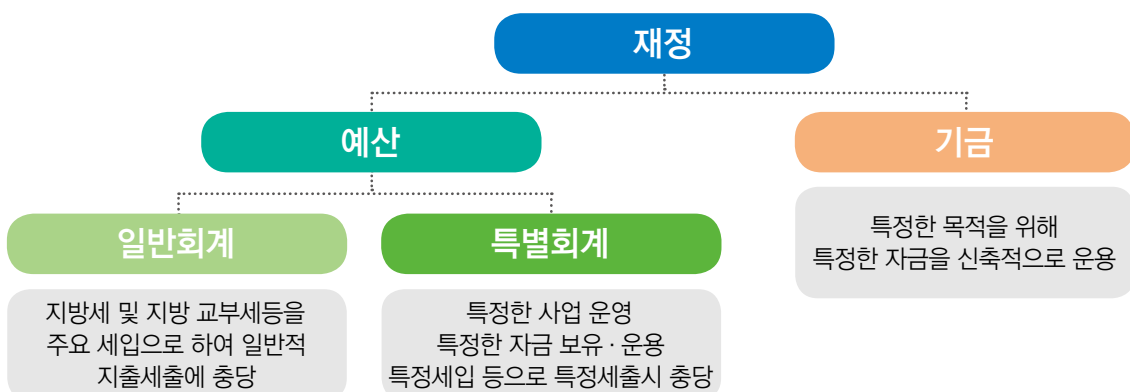 재정
예산
기금
일반회계
특별회계
특정한 목적을 위해
특정한 자금을 신축적으로 운용
지방세 및 지방 교부세등을
주요 세입으로 하여 일반적
지출세출에 충당
특정한 사업 운영
특정한 자금 보유 · 운용
특정세입 등으로 특정세출시 충당